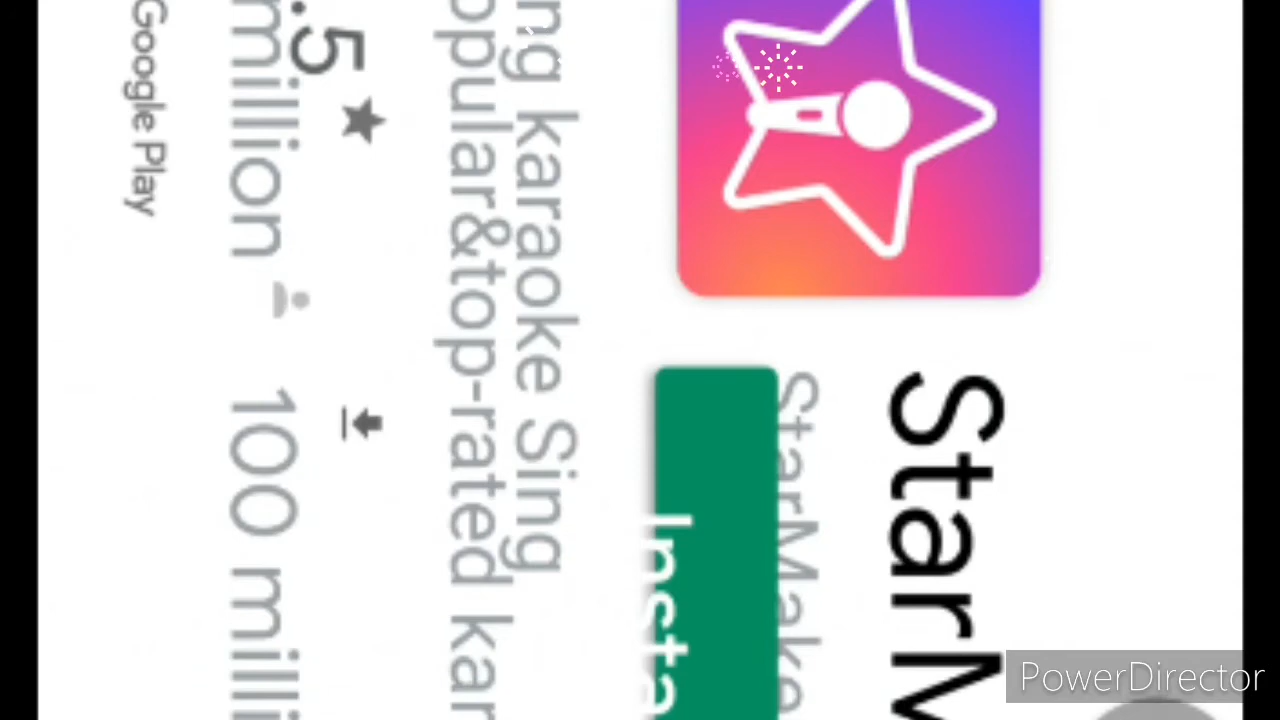 StarM
StarMake
Insta
ng karaoke Sing
opular&top-rated kar
.5 ★
million
100 milli
Google Play
PowerDirector